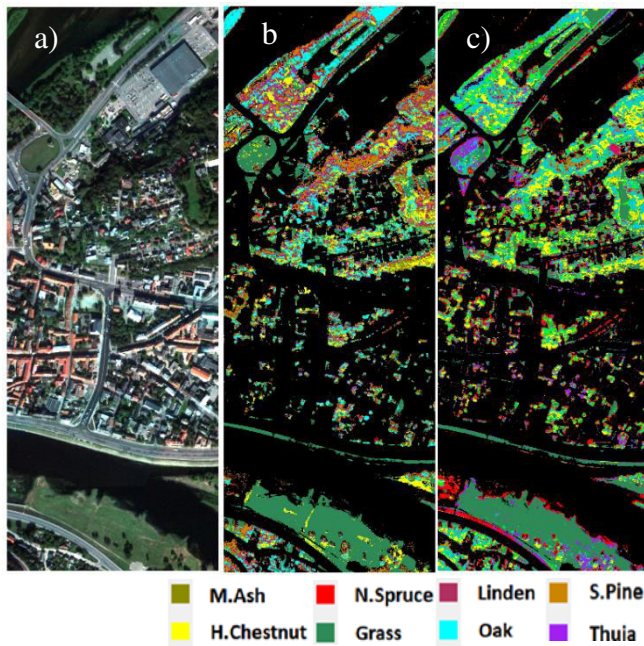 a)
b
c)
M.Ash N.Spruce Linden S.Pine
H.Chestnut Grass Oak Thuia